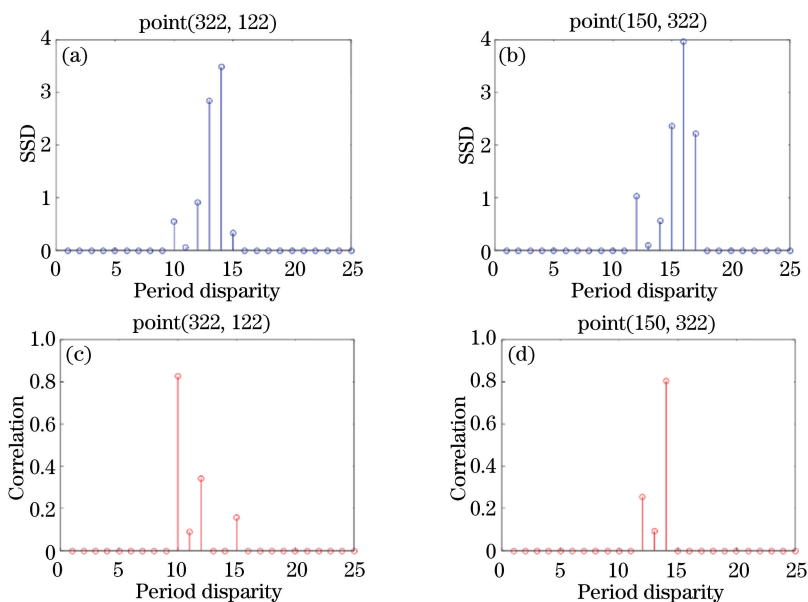 point(322, 122)
(a)
4
3
2
1
0
SSD
0 5 10 15 20 25
Period disparity
point(150, 322)
(b)
4
3
2
1
0
SSD
0 5 10 15 20 25
Period disparity
point(322, 122)
(c)
1.0
0.8
0.6
0.4
0.2
0
Correlation
0 5 10 15 20 25
Period disparity
point(150, 322)
(d)
1.0
0.8
0.6
0.4
0.2
0
Correlation
0 5 10 15 20 25
Period disparity